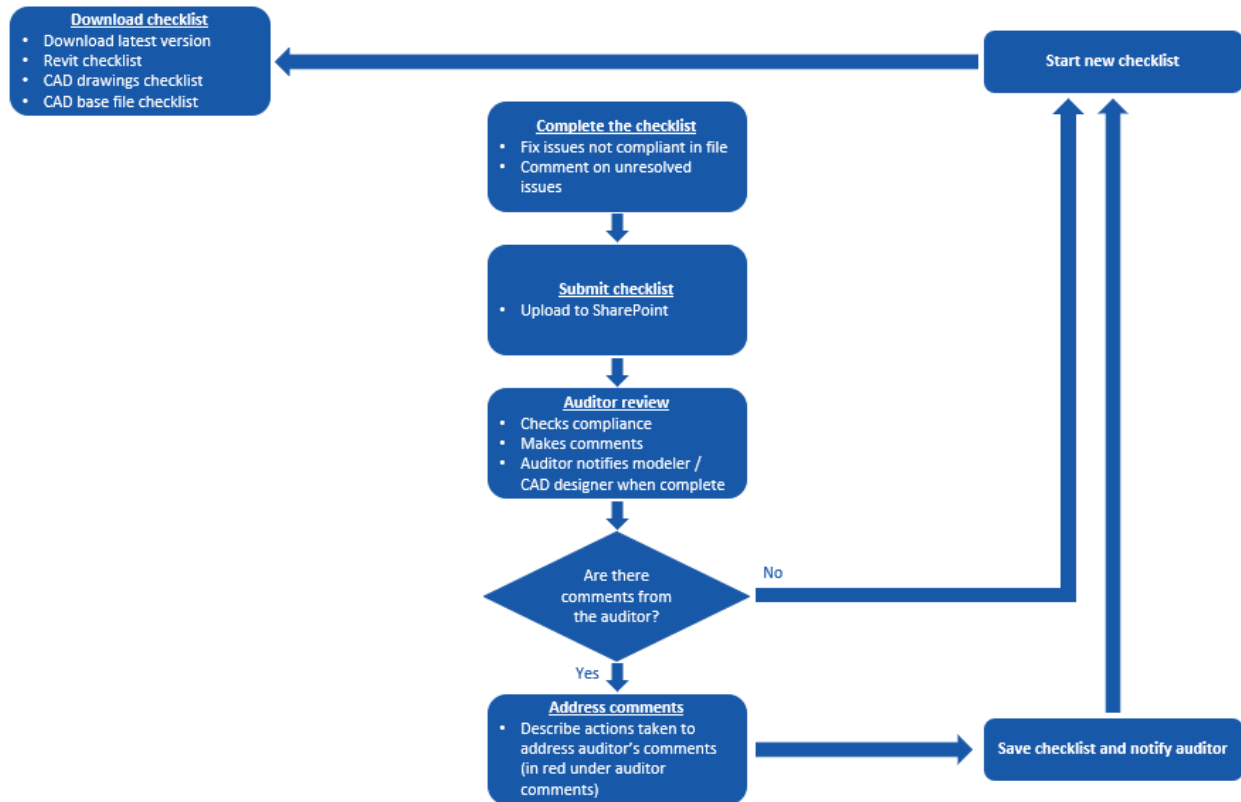 Download checklist
• Download latest version
• Revit checklist
• CAD drawings checklist
• CAD base file checklist
Start new checklist
Complete the checklist
• Fix issues not compliant in file
• Comment on unresolved
issues
Submit checklist
• Upload to SharePoint
Auditor review
• Checks compliance
• Makes comments
• Auditor notifies modeler /
CAD designer when complete
Are there
comments from
the auditor?
No
Yes
Address comments
• Describe actions taken to
address auditor’s comments
(in red under auditor
comments)
Save checklist and notify auditor